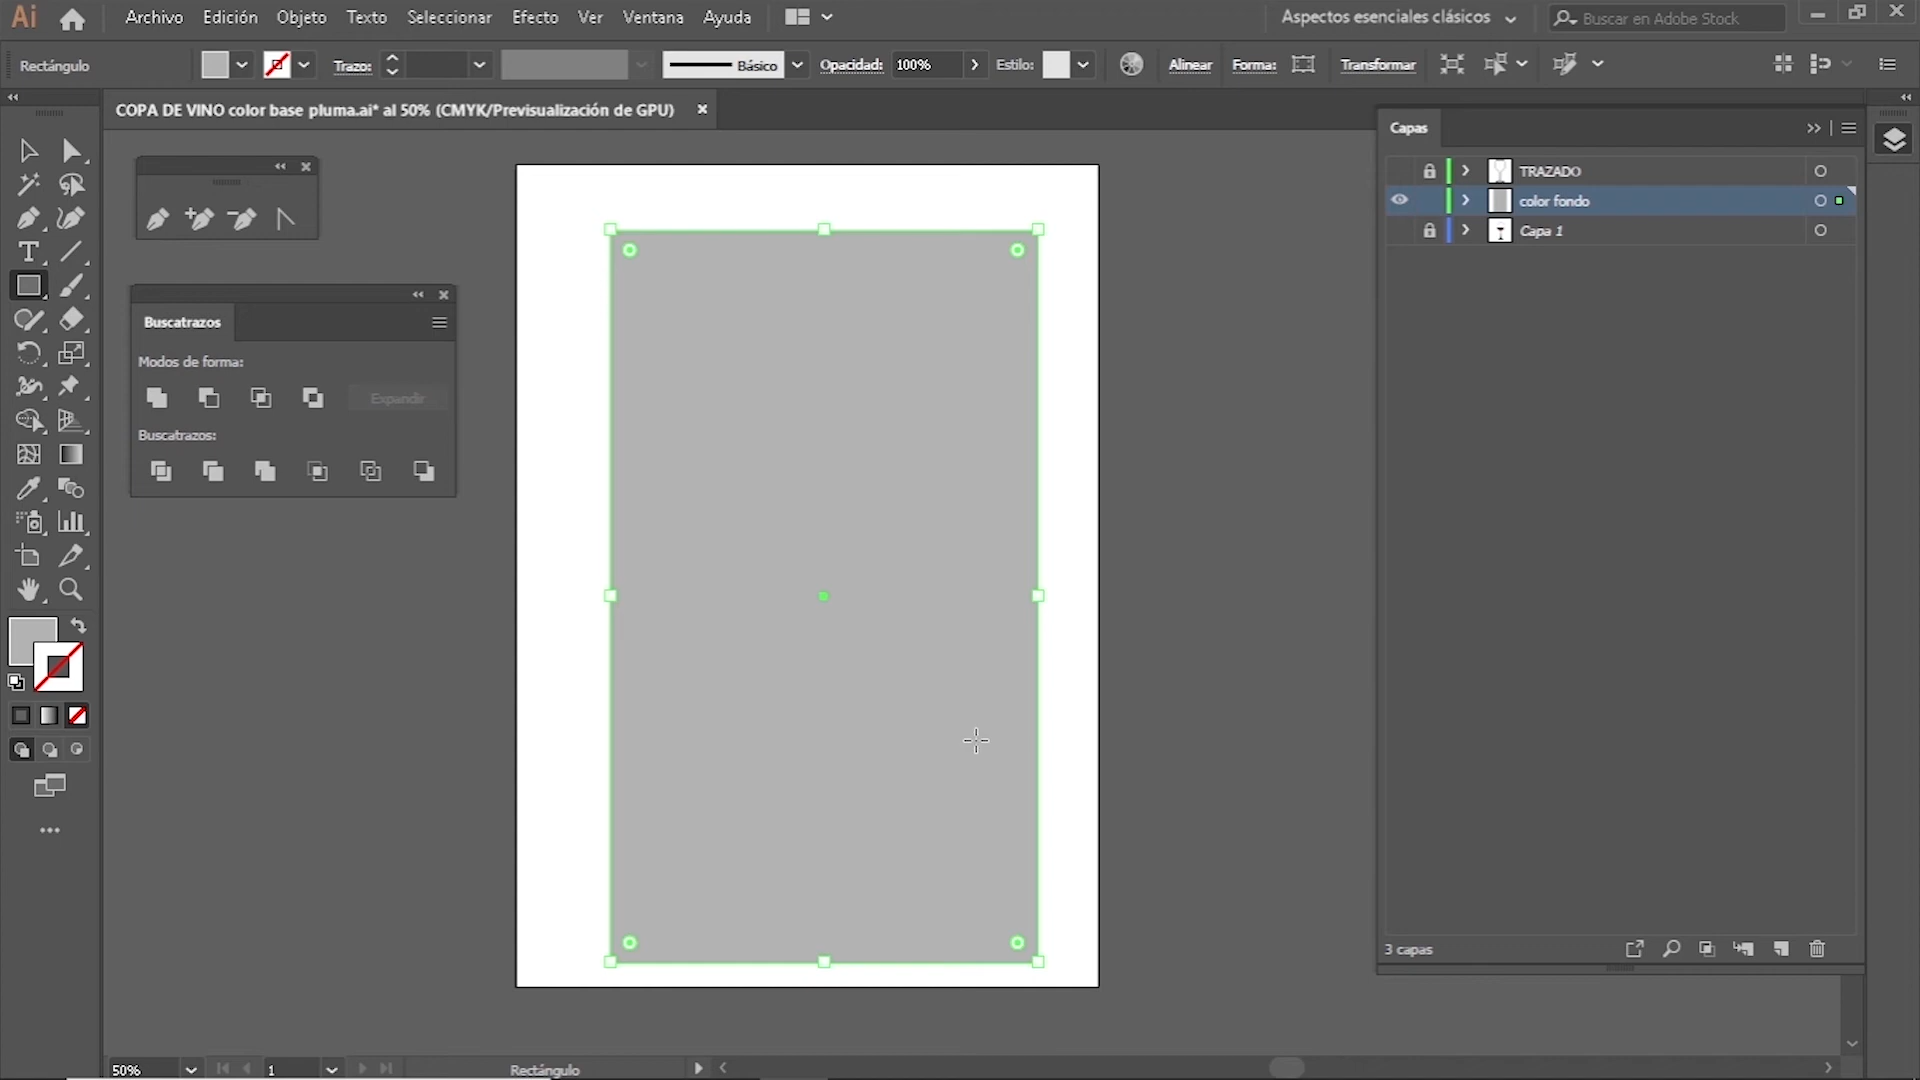 Ai Archivo Edición Objeto Texto Seleccionar Efecto Ver Ventana Ayuda Aspectos esenciales clásicos Buscar en Adobe Stock
Rectángulo Trazo: Básico Opacidad: 100% Estilo: Alinear Forma: Transformar
COPA DE VINO color base pluma.ai* al 50% (CMYK/Previsualización de GPU)
Capas
TRAZADO
color fondo
Capa 1
Buscatrazos
Modos de forma:
Expandir
Buscatrazos:
3 capas
50% 1 Rectángulo